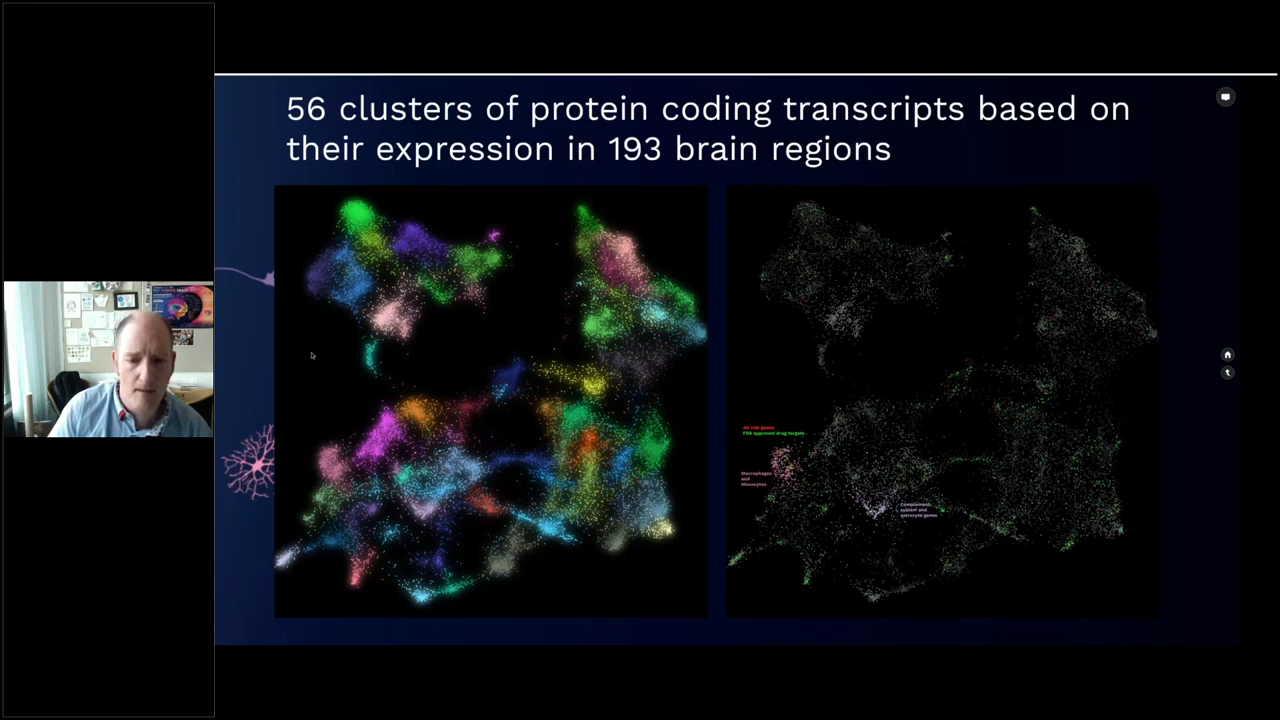 56 clusters of protein coding transcripts based on
their expression in 193 brain regions
AD risk genes
FDA approved drug targets
Macrophages
and
Monocytes
Complement
system and
astrocyte genes